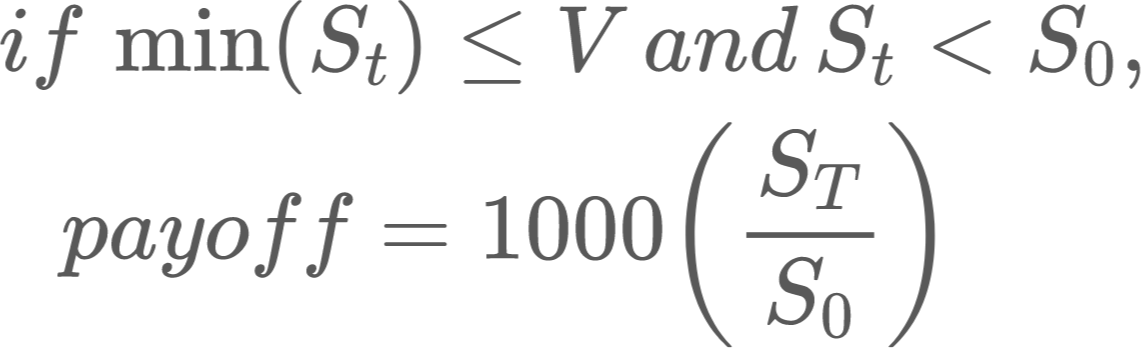 if min(S_t) ≤ V and S_t < S_0,
payoff = 1000(S_T/S_0)